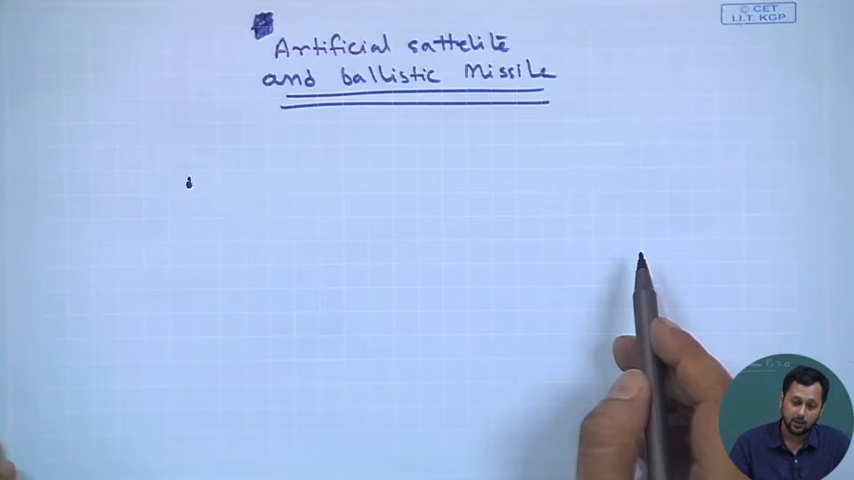 © CET
I.I.T. KGP
Artificial sattelite
and ballistic Missile